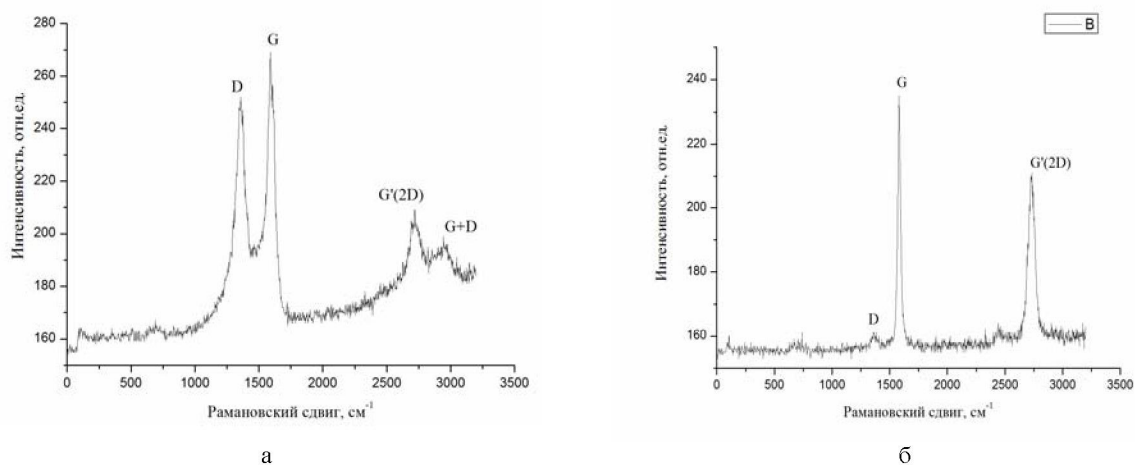 280
260
240
220
200
180
160
0
500
1000
1500
2000
2500
3000
3500
Интенсивность, отн.ед.
Рамановский сдвиг, см⁻¹
D
G
G'(2D)
G+D
а
B
240
220
200
180
160
0
500
1000
1500
2000
2500
3000
3500
Интенсивность, отн.ед.
Рамановский сдвиг, см⁻¹
D
G
G'(2D)
б